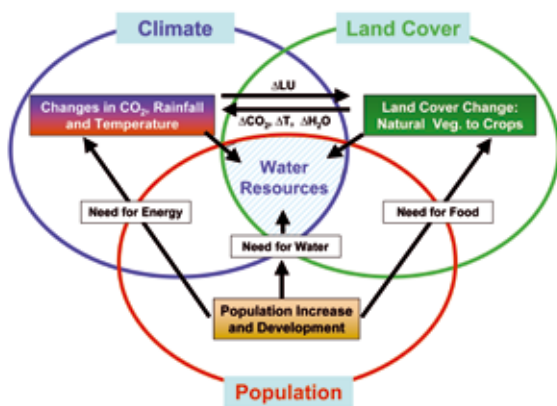 Climate
Land Cover
ΔLU
Changes in CO₂, Rainfall
and Temperature
Land Cover Change:
Natural Veg. to Crops
ΔCO₂, ΔT, ΔH₂O
Water
Resources
Need for Energy
Need for Food
Need for Water
Population Increase
and Development
Population